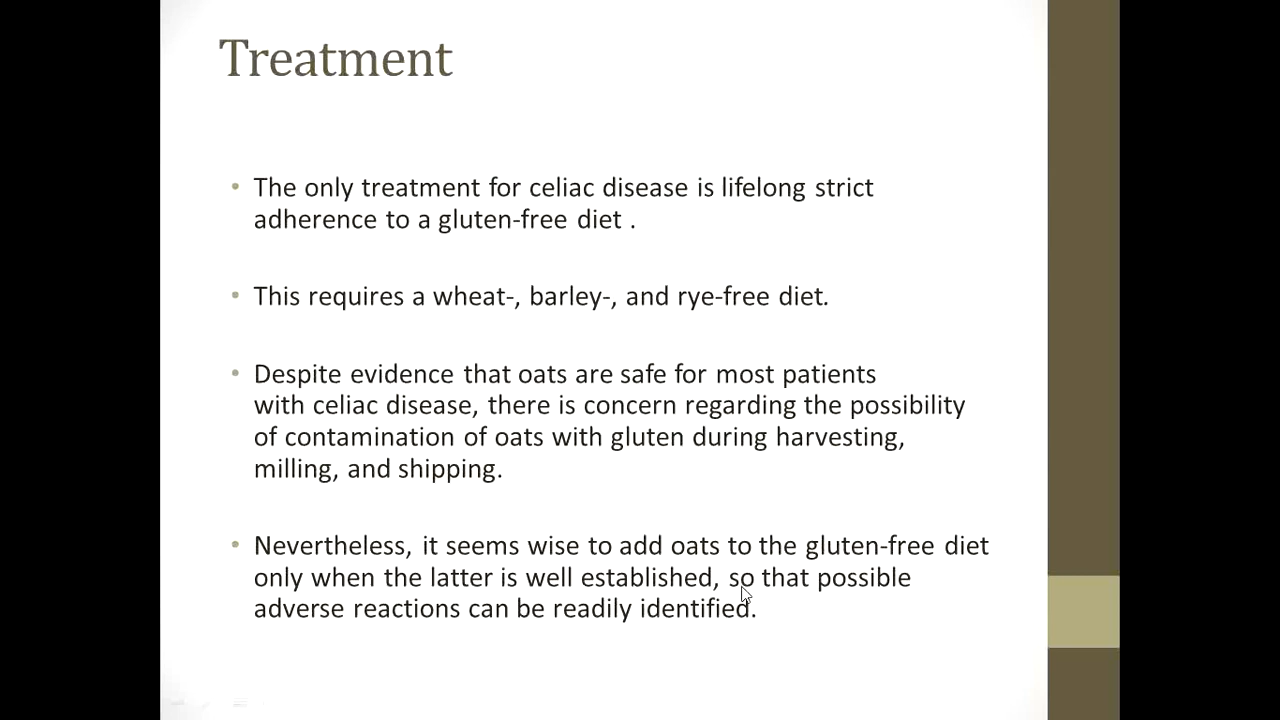 Treatment
• The only treatment for celiac disease is lifelong strict
adherence to a gluten-free diet .
• This requires a wheat-, barley-, and rye-free diet.
• Despite evidence that oats are safe for most patients
with celiac disease, there is concern regarding the possibility
of contamination of oats with gluten during harvesting,
milling, and shipping.
• Nevertheless, it seems wise to add oats to the gluten-free diet
only when the latter is well established, so that possible
adverse reactions can be readily identified.